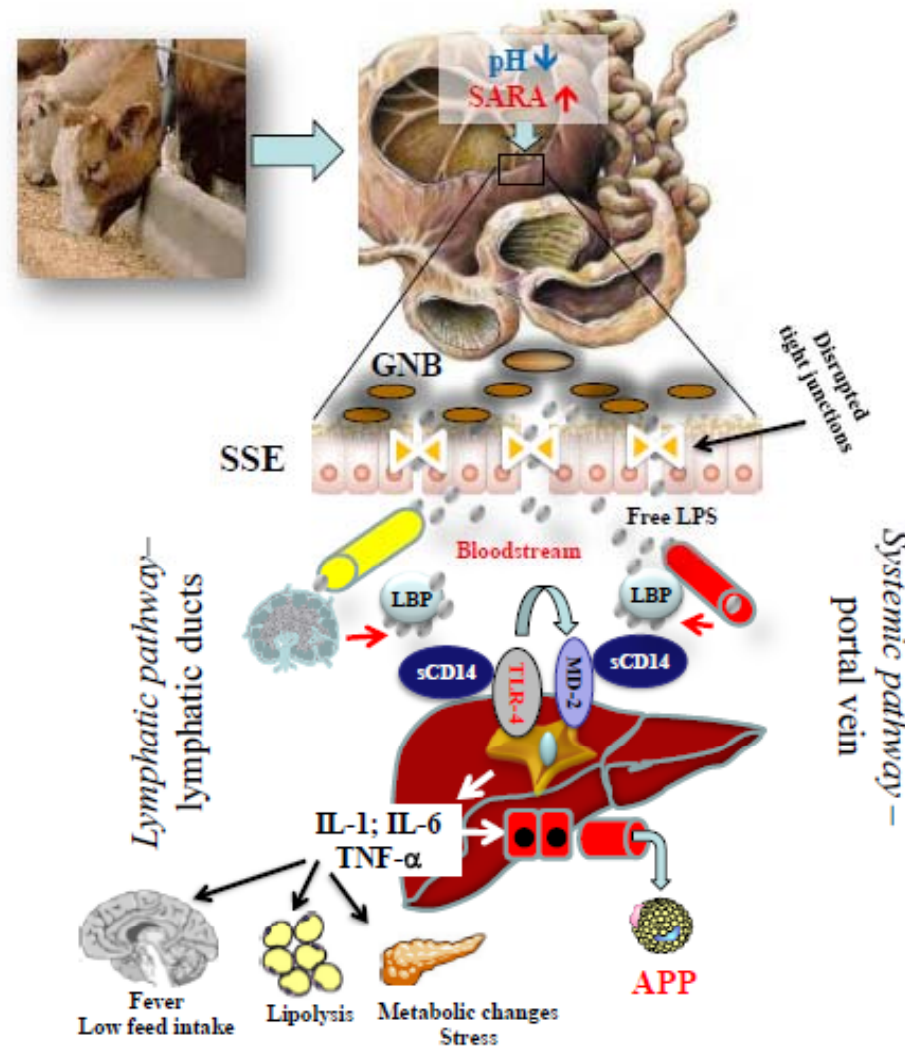 pH ↓
SARA ↑
GNB
Disrupted
tight junctions
SSE
Free LPS
Bloodstream
Lymphatic pathway–
lymphatic ducts
Systemic pathway –
portal vein
LBP
LBP
sCD14
TLR-4
MD-2
sCD14
IL-1; IL-6
TNF-α
Fever
Low feed intake
Lipolysis
Metabolic changes
Stress
APP